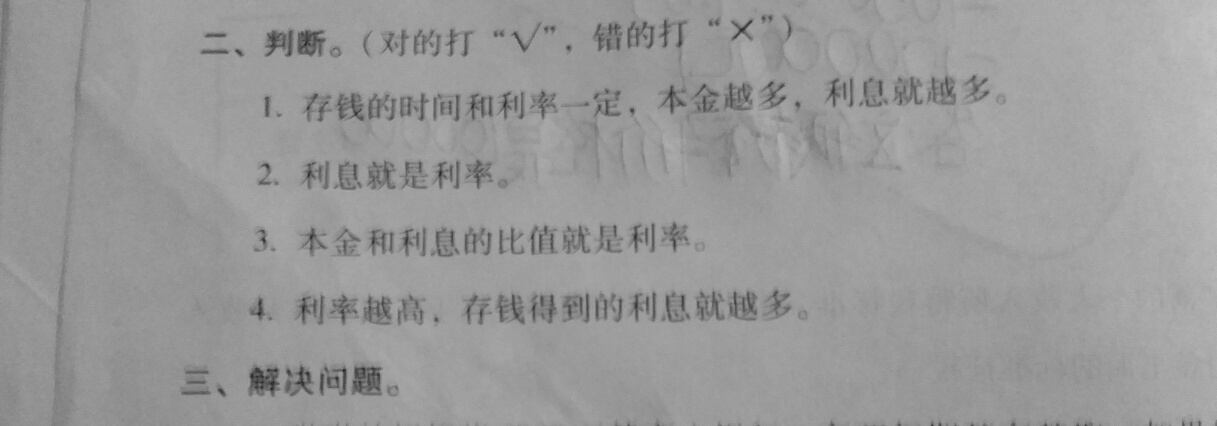 二、判断。(对的打“√”，错的打“×”)
1. 存钱的时间和利率一定，本金越多，利息就越多。
2. 利息就是利率。
3. 本金和利息的比值就是利率。
4. 利率越高，存钱得到的利息就越多。
三、解决问题。